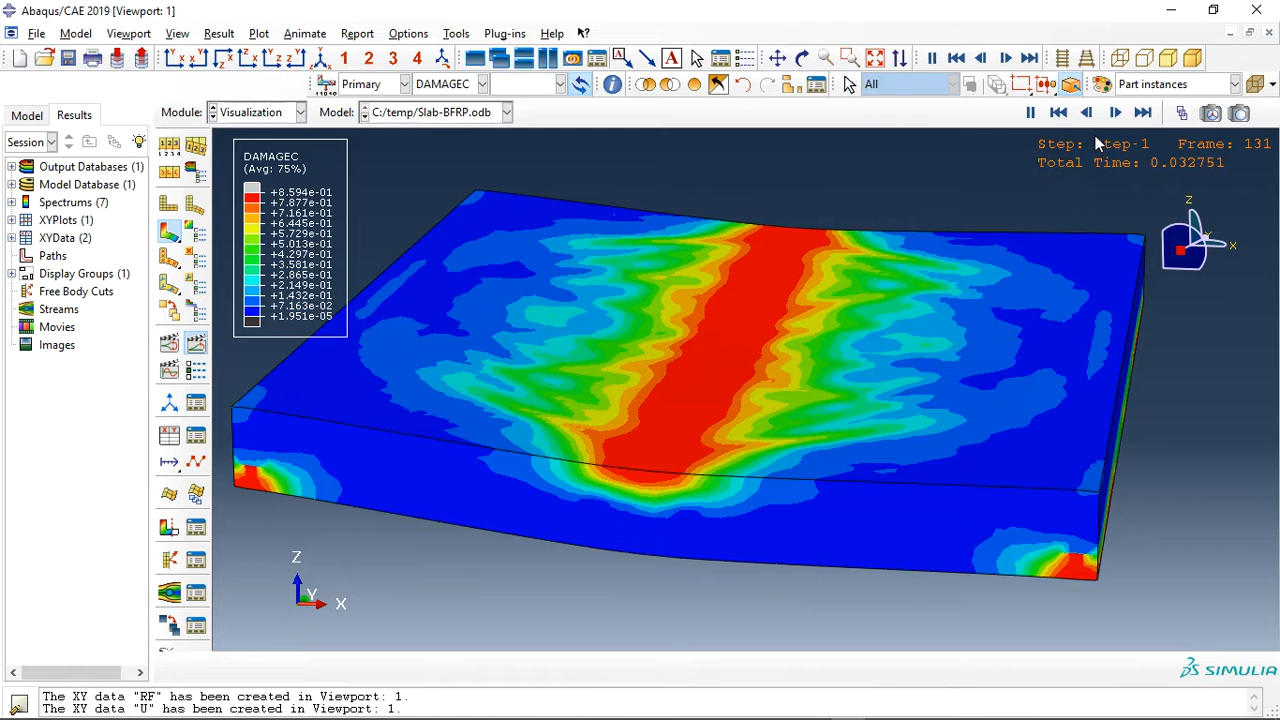 Abaqus/CAE 2019 [Viewport: 1]
File Model Viewport View Result Plot Animate Report Options Tools Plug-ins Help
1 2 3 4
Primary DAMAGEC
All
Part instances
Model Results
Module: Visualization Model: C:/temp/Slab-BFRP.odb
Session
Output Databases (1)
Model Database (1)
Spectrums (7)
XYPlots (1)
XYData (2)
Paths
Display Groups (1)
Free Body Cuts
Streams
Movies
Images
DAMAGEC
(Avg: 75%)
+8.594e-01
+7.877e-01
+7.161e-01
+6.445e-01
+5.729e-01
+5.013e-01
+4.297e-01
+3.581e-01
+2.865e-01
+2.149e-01
+1.432e-01
+7.163e-02
+1.951e-05
Step: Step-1 Frame: 131
Total Time: 0.032751
Z
Y
X
Z
Y
X
SIMULIA
The XY data "RF" has been created in Viewport: 1.
The XY data "U" has been created in Viewport: 1.